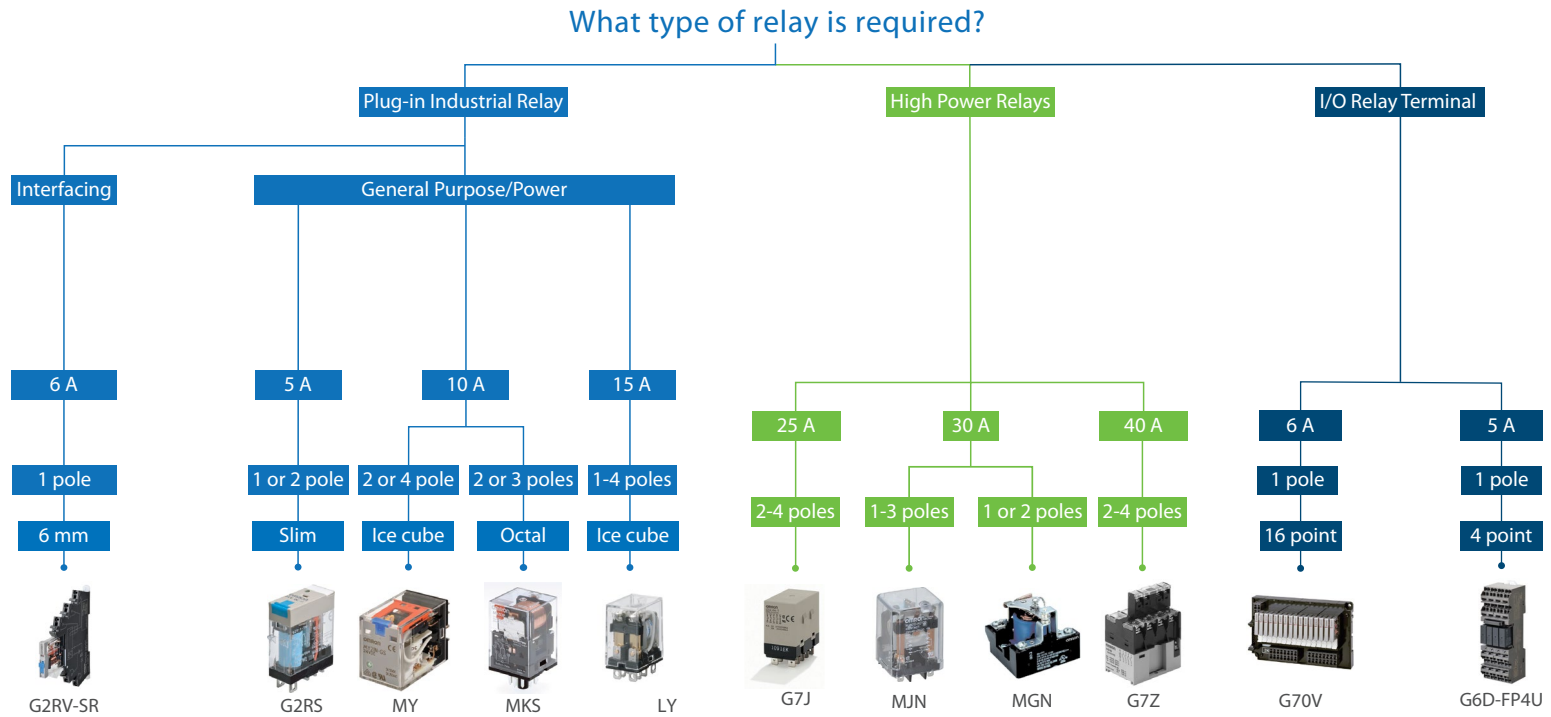 What type of relay is required?
Plug-in Industrial Relay
High Power Relays
I/O Relay Terminal
Interfacing
General Purpose/Power
6 A
5 A
10 A
15 A
25 A
30 A
40 A
6 A
5 A
1 pole
1 or 2 pole
2 or 4 pole
2 or 3 poles
1-4 poles
2-4 poles
1-3 poles
1 or 2 poles
2-4 poles
1 pole
1 pole
6 mm
Slim
Ice cube
Octal
Ice cube
16 point
4 point
G2RV-SR
G2RS
MY
MKS
LY
G7J
MJN
MGN
G7Z
G70V
G6D-FP4U